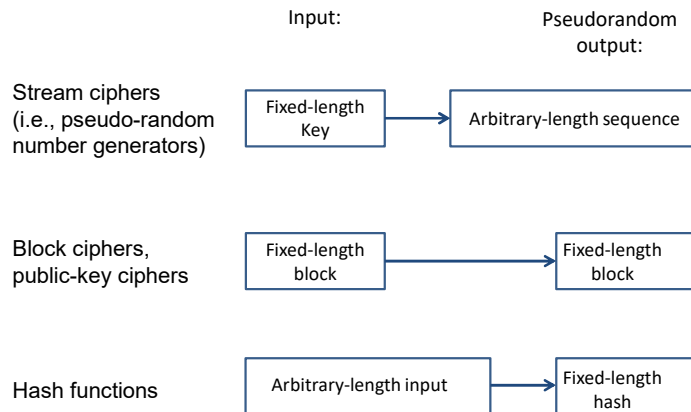 Input:
Pseudorandom
output:
Stream ciphers
(i.e., pseudo-random
number generators)
Fixed-length
Key
Arbitrary-length sequence
Block ciphers,
public-key ciphers
Fixed-length
block
Fixed-length
block
Hash functions
Arbitrary-length input
Fixed-length
hash